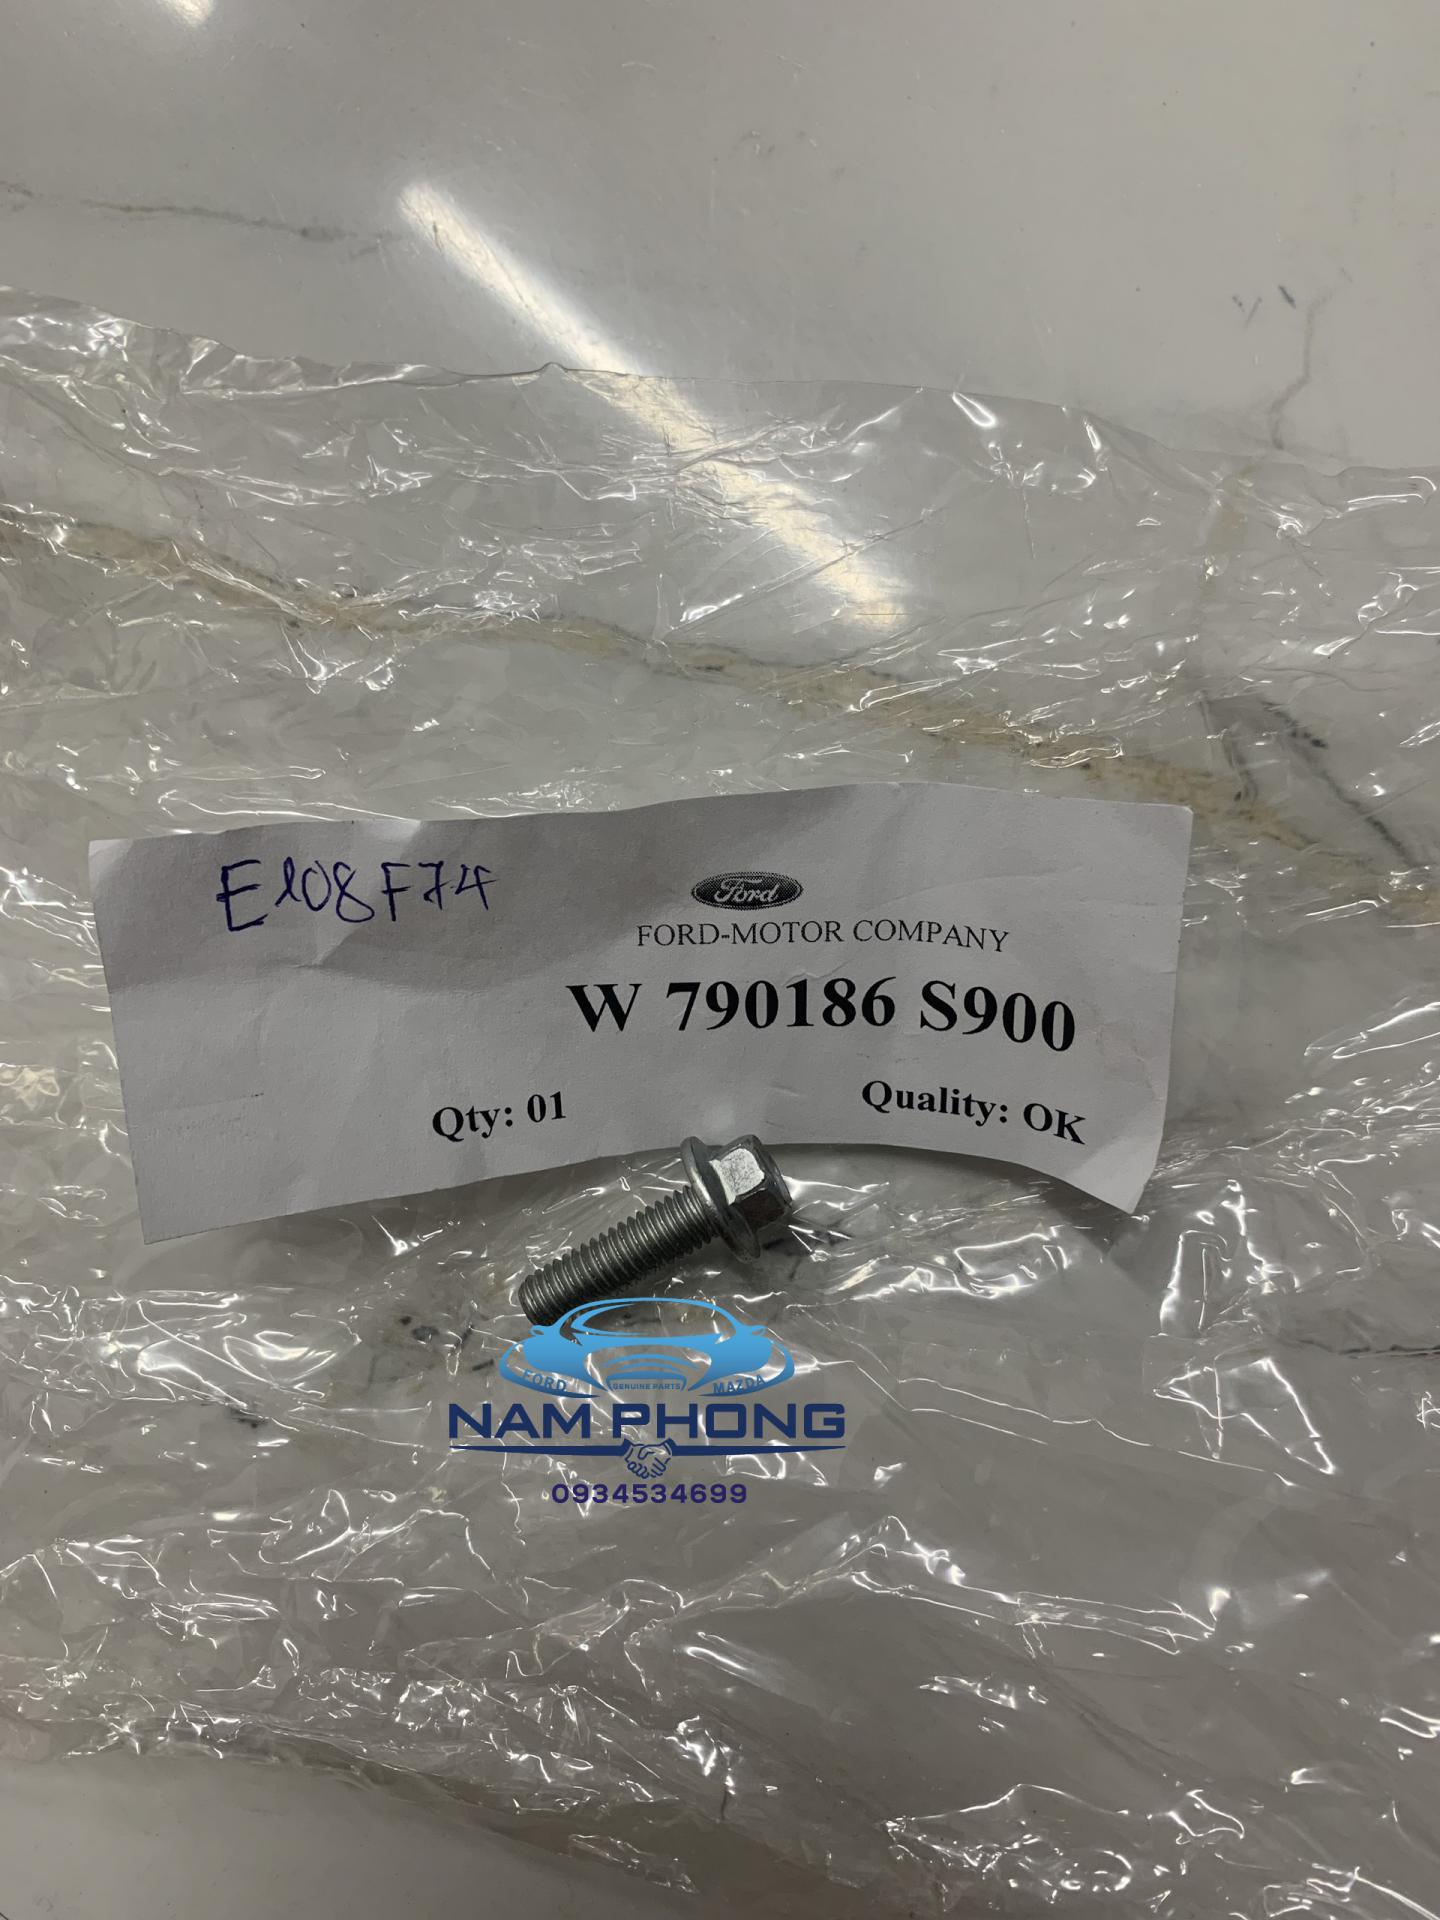 E108F74
Ford
FORD-MOTOR COMPANY
W 790186 S900
Qty: 01
Quality: OK
FORD
GENUINE PARTS
MAZDA
NAM PHONG
0934534699